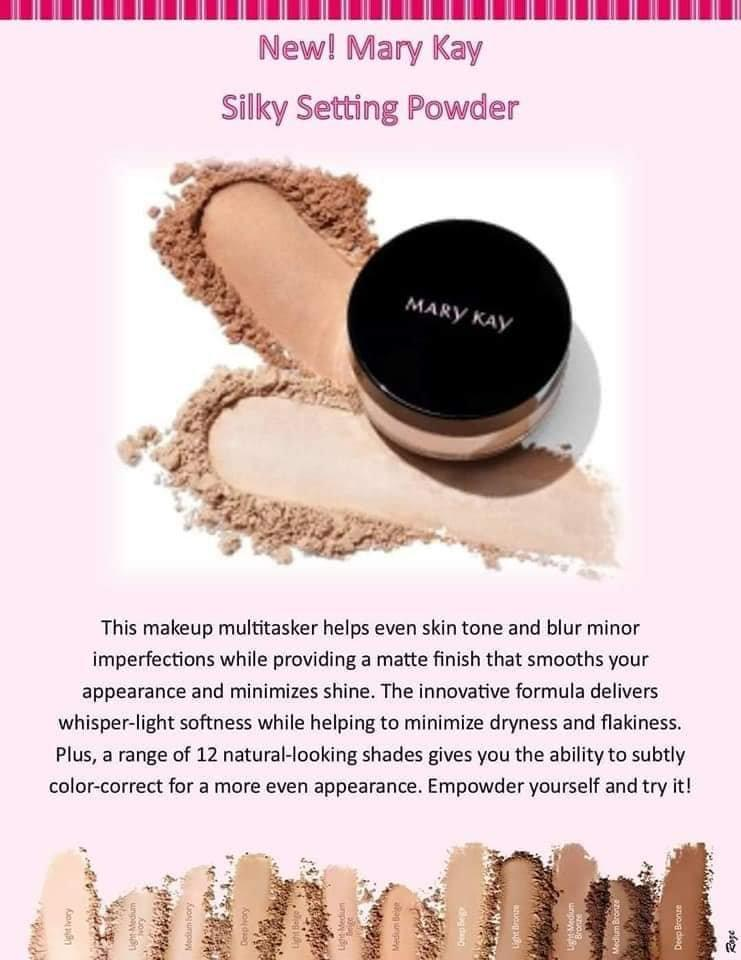 New! Mary Kay
Silky Setting Powder
MARY KAY
This makeup multitasker helps even skin tone and blur minor
imperfections while providing a matte finish that smooths your
appearance and minimizes shine. The innovative formula delivers
whisper-light softness while helping to minimize dryness and flakiness.
Plus, a range of 12 natural-looking shades gives you the ability to subtly
color-correct for a more even appearance. Empowder yourself and try it!
Light Ivory
Light-Medium
Ivory
Medium Ivory
Deep Ivory
Light Beige
Light-Medium
Beige
Medium Beige
Deep Beige
Light Bronze
Light-Medium
Bronze
Medium Bronze
Deep Bronze
Roze